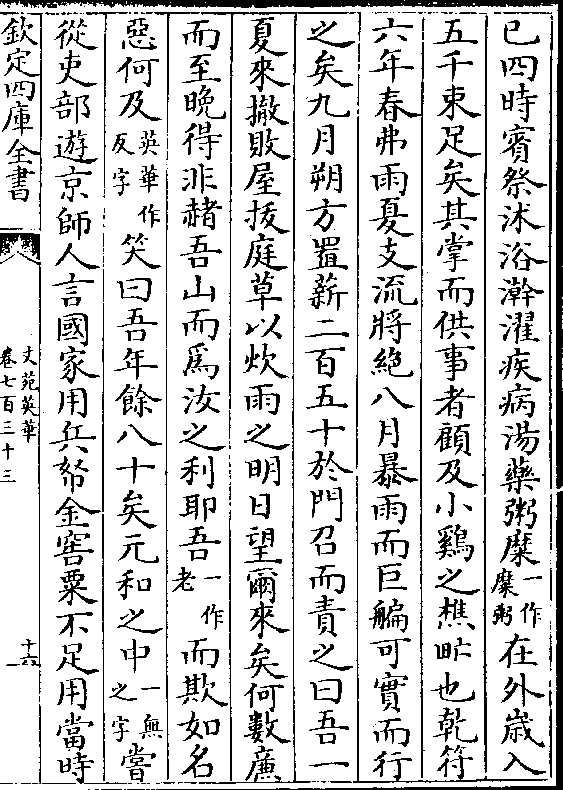 已四時賓祭沐浴澣濯疾病湯藥粥糜一作糜粥在外歲入
五千束足矣其掌而供事者顧及小雞之樵甿也乾符
六年春弗雨夏支流將絶八月暴雨而巨艑可實而行
之矣九月朔方置薪二百五十於門召而責之曰吾一
夏來撤敗屋拔庭草以炊雨之明日望爾來矣何數㢘
而至晚得非赭吾山而爲汝之利耶吾一作老而欺如名
惡何及英華作反字笑曰吾年餘八十矣元和之中一無之字嘗
從吏部遊京師人言國家用兵帑金窖粟不足用當時
欽定四庫全書
文苑英華
卷七百三十三
十六